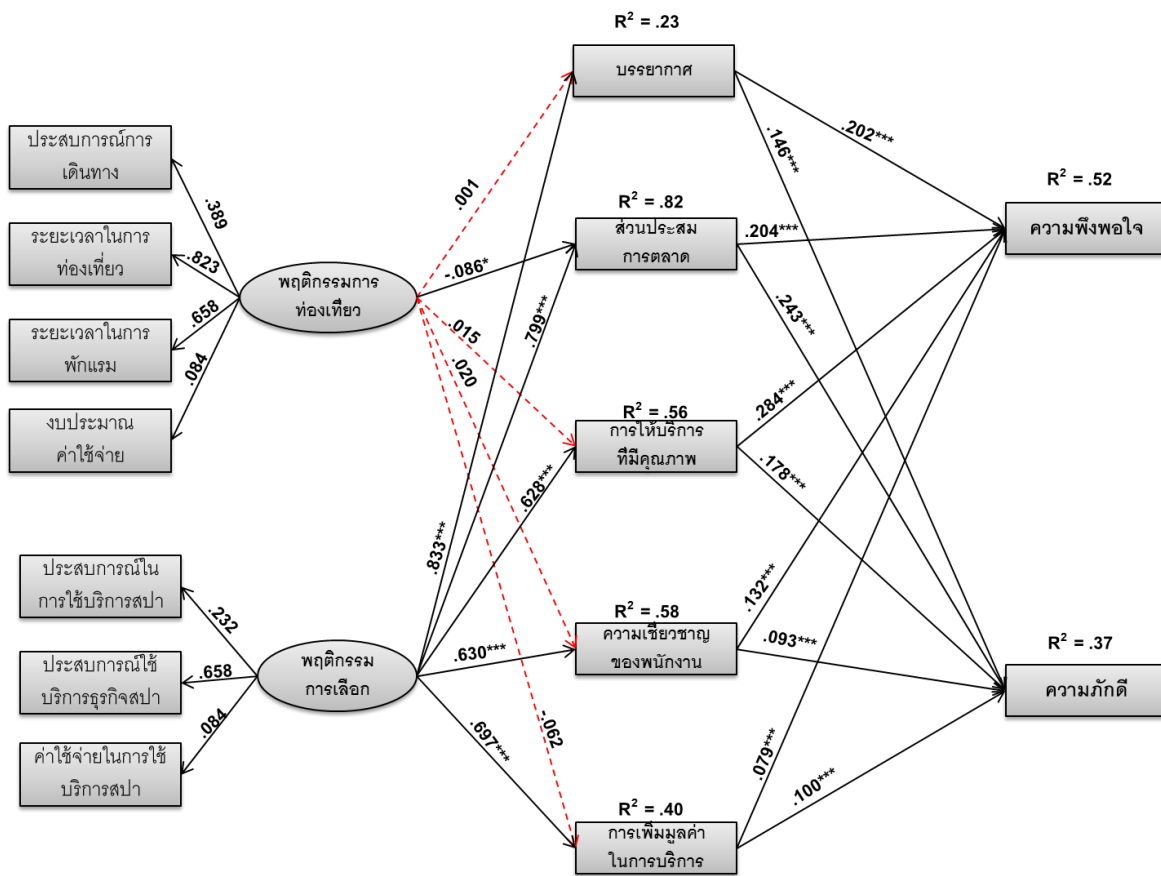 R² = .23
บรรยากาศ
ประสบการณ์การ
เดินทาง
.389
ระยะเวลาในการ
ท่องเที่ยว
.823
ระยะเวลาในการ
พักแรม
.658
งบประมาณ
ค่าใช้จ่าย
.084
พฤติกรรมการ
ท่องเที่ยว
.001
-.086*
.015
.020
-.062
ประสบการณ์ใน
การใช้บริการสปา
.232
ประสบการณ์ใช้
บริการธุรกิจสปา
.658
ค่าใช้จ่ายในการใช้
บริการสปา
.084
พฤติกรรม
การเลือก
.833***
.799***
.628***
.630***
.697***
R² = .82
ส่วนประสม
การตลาด
R² = .56
การให้บริการ
ที่มีคุณภาพ
R² = .58
ความเชี่ยวชาญ
ของพนักงาน
R² = .40
การเพิ่มมูลค่า
ในการบริการ
.202***
.146***
.204***
.243***
.284***
.178***
.132***
.093***
.079***
.100***
R² = .52
ความพึงพอใจ
R² = .37
ความภักดี